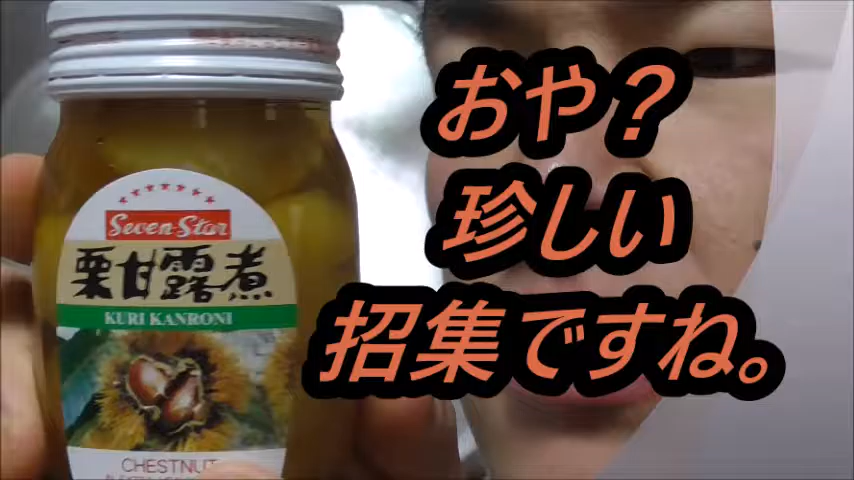 Seven-Star
栗甘露煮
KURI KANRONI
CHESTNUT
おや？
珍しい
招集ですね。